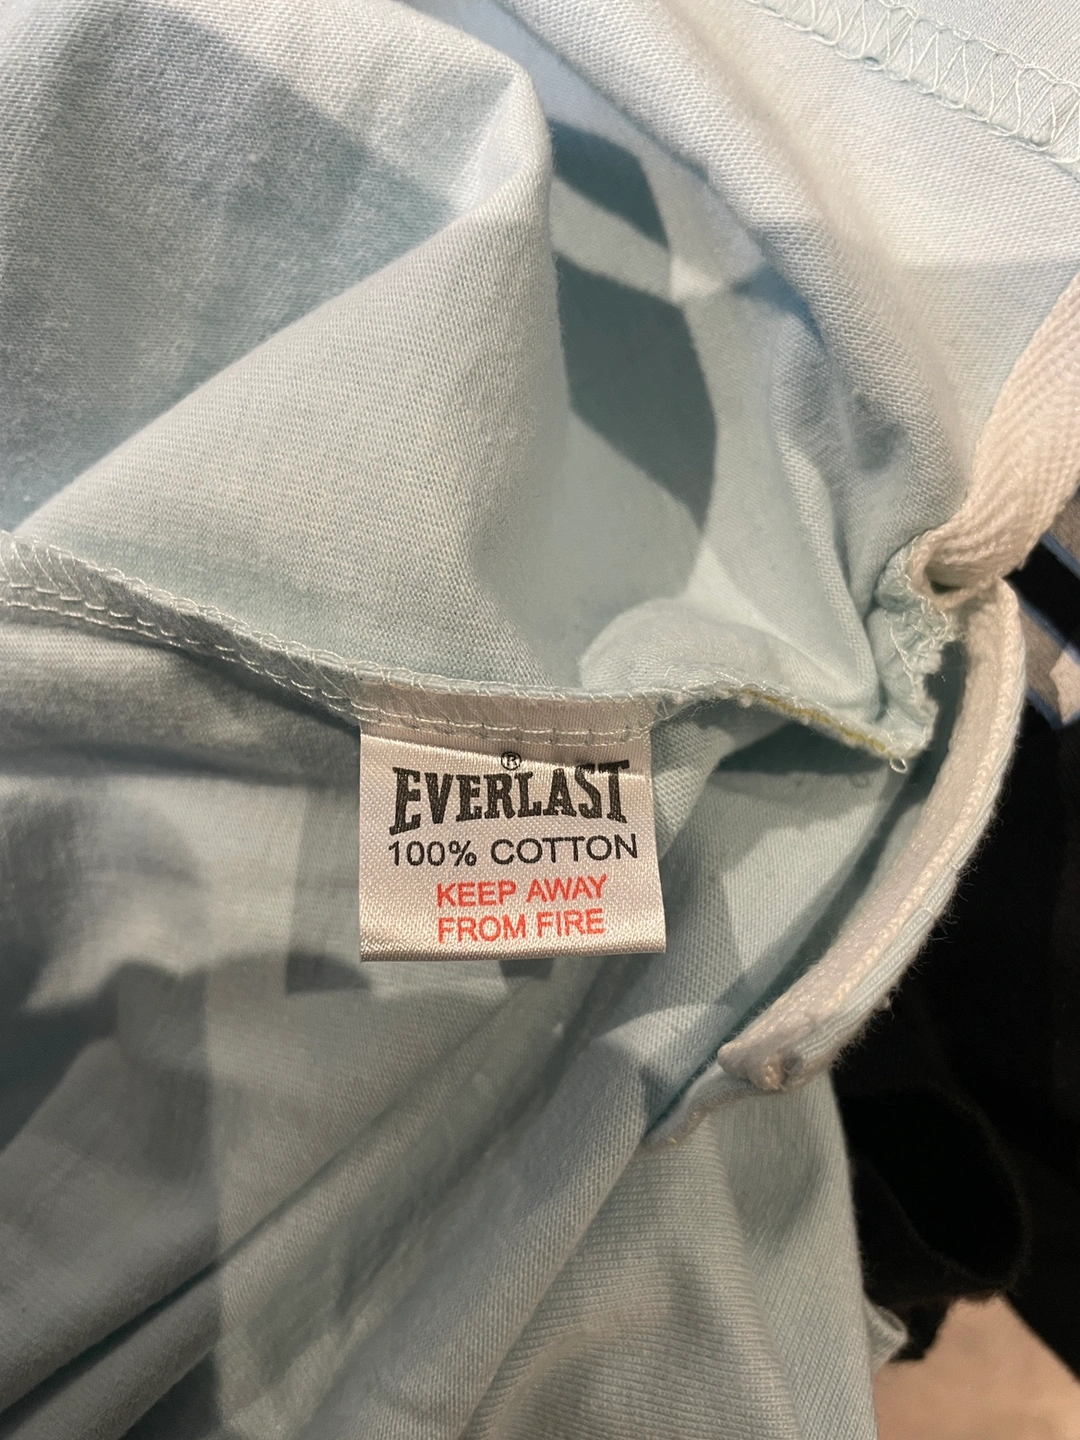 ®
EVERLAST
100% COTTON
KEEP AWAY
FROM FIRE